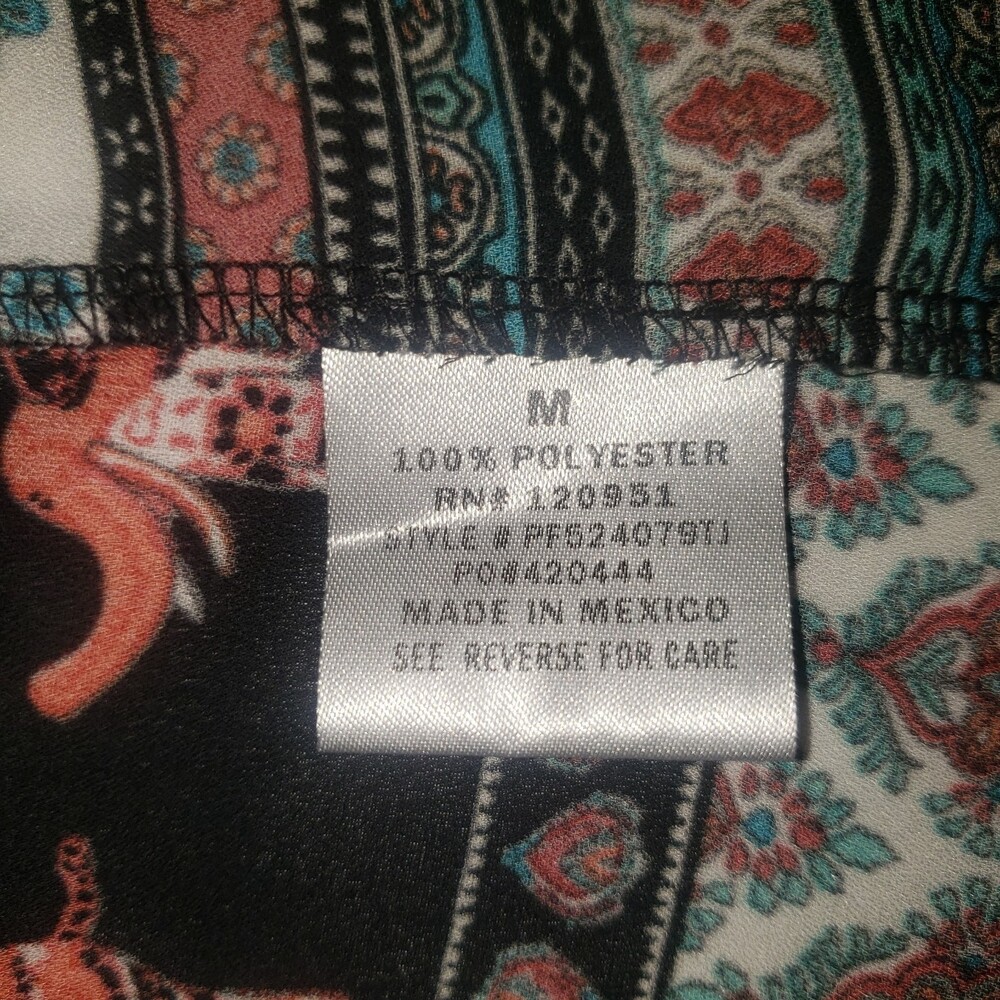 M
100% POLYESTER
RN# 120951
STYLE # PF524079TJ
PO#420444
MADE IN MEXICO
SEE REVERSE FOR CARE